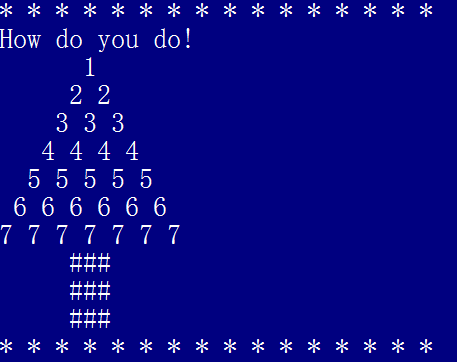 * * * * * * * * * * * * * * * *
How do you do!
      1
     2 2
    3 3 3
   4 4 4 4
  5 5 5 5 5
 6 6 6 6 6 6
7 7 7 7 7 7 7
     ###
     ###
     ###
* * * * * * * * * * * * * * * *